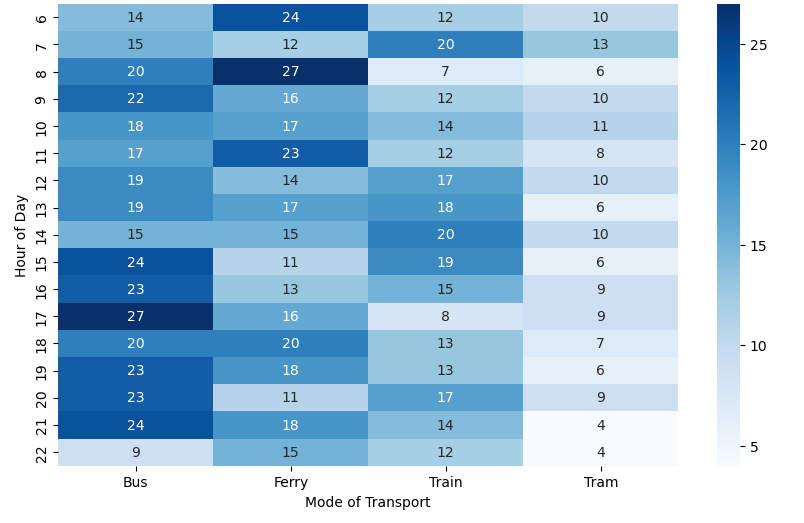 6 14 24 12 10
7 15 12 20 13
8 20 27 7 6
9 22 16 12 10
10 18 17 14 11
11 17 23 12 8
12 19 14 17 10
13 19 17 18 6
14 15 15 20 10
15 24 11 19 6
16 23 13 15 9
17 27 16 8 9
18 20 20 13 7
19 23 18 13 6
20 23 11 17 9
21 24 18 14 4
22 9 15 12 4
Hour of Day
Bus Ferry Train Tram
Mode of Transport
25
20
15
10
5